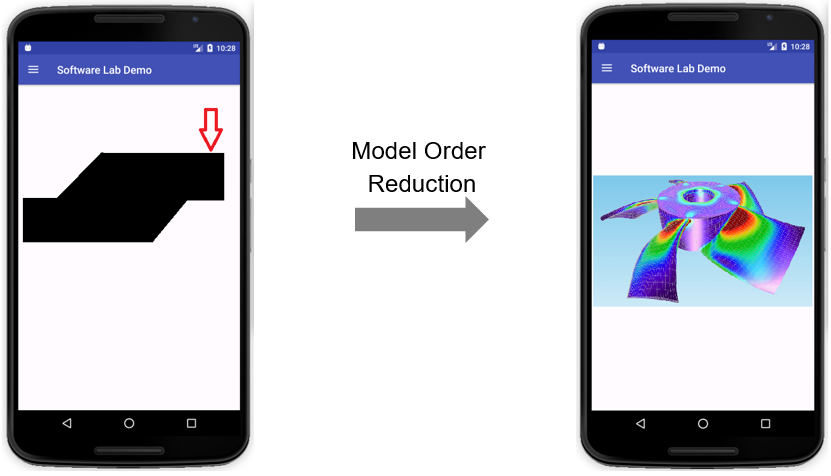 10:28
Software Lab Demo
Model Order
Reduction
10:28
Software Lab Demo